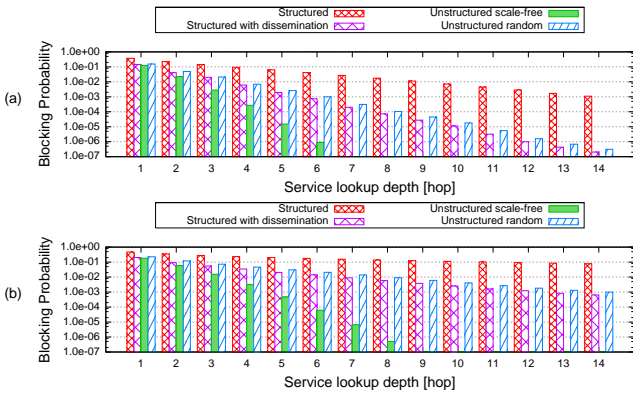 Structured
Structured with dissemination
Unstructured scale-free
Unstructured random
(a)
Blocking Probability
1.0e+00
1.0e-01
1.0e-02
1.0e-03
1.0e-04
1.0e-05
1.0e-06
1.0e-07
1 2 3 4 5 6 7 8 9 10 11 12 13 14
Service lookup depth [hop]
Structured
Structured with dissemination
Unstructured scale-free
Unstructured random
(b)
Blocking Probability
1.0e+00
1.0e-01
1.0e-02
1.0e-03
1.0e-04
1.0e-05
1.0e-06
1.0e-07
1 2 3 4 5 6 7 8 9 10 11 12 13 14
Service lookup depth [hop]